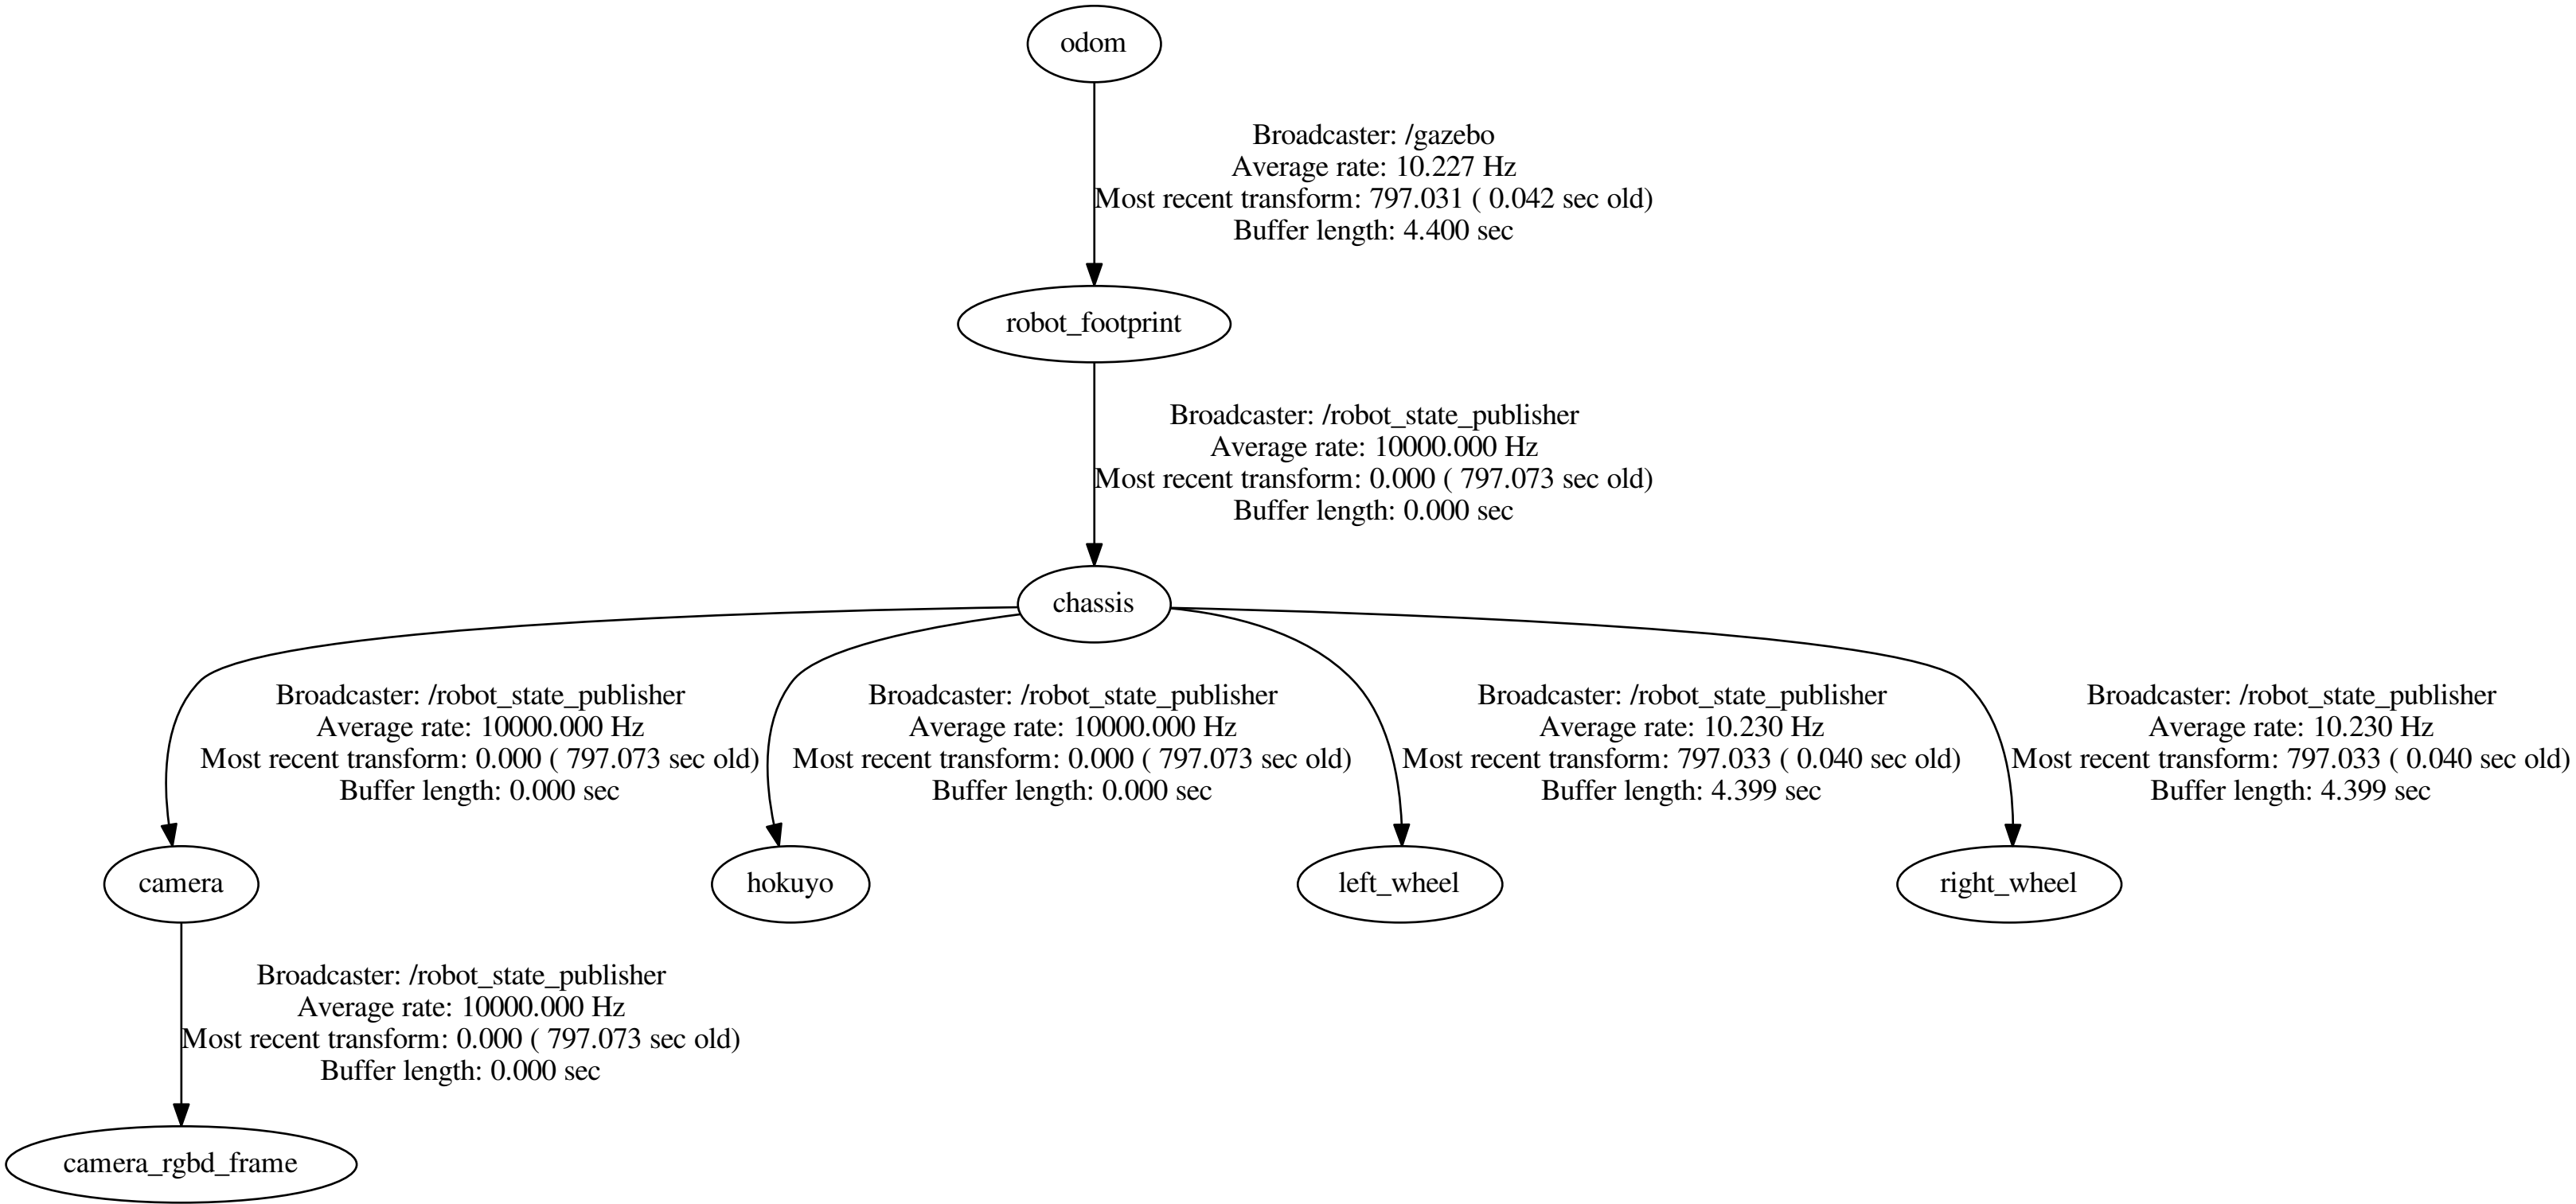 odom
Broadcaster: /gazebo
Average rate: 10.227 Hz
Most recent transform: 797.031 ( 0.042 sec old)
Buffer length: 4.400 sec
robot_footprint
Broadcaster: /robot_state_publisher
Average rate: 10000.000 Hz
Most recent transform: 0.000 ( 797.073 sec old)
Buffer length: 0.000 sec
chassis
Broadcaster: /robot_state_publisher
Average rate: 10000.000 Hz
Most recent transform: 0.000 ( 797.073 sec old)
Buffer length: 0.000 sec
Broadcaster: /robot_state_publisher
Average rate: 10000.000 Hz
Most recent transform: 0.000 ( 797.073 sec old)
Buffer length: 0.000 sec
Broadcaster: /robot_state_publisher
Average rate: 10.230 Hz
Most recent transform: 797.033 ( 0.040 sec old)
Buffer length: 4.399 sec
Broadcaster: /robot_state_publisher
Average rate: 10.230 Hz
Most recent transform: 797.033 ( 0.040 sec old)
Buffer length: 4.399 sec
camera
hokuyo
left_wheel
right_wheel
Broadcaster: /robot_state_publisher
Average rate: 10000.000 Hz
Most recent transform: 0.000 ( 797.073 sec old)
Buffer length: 0.000 sec
camera_rgbd_frame